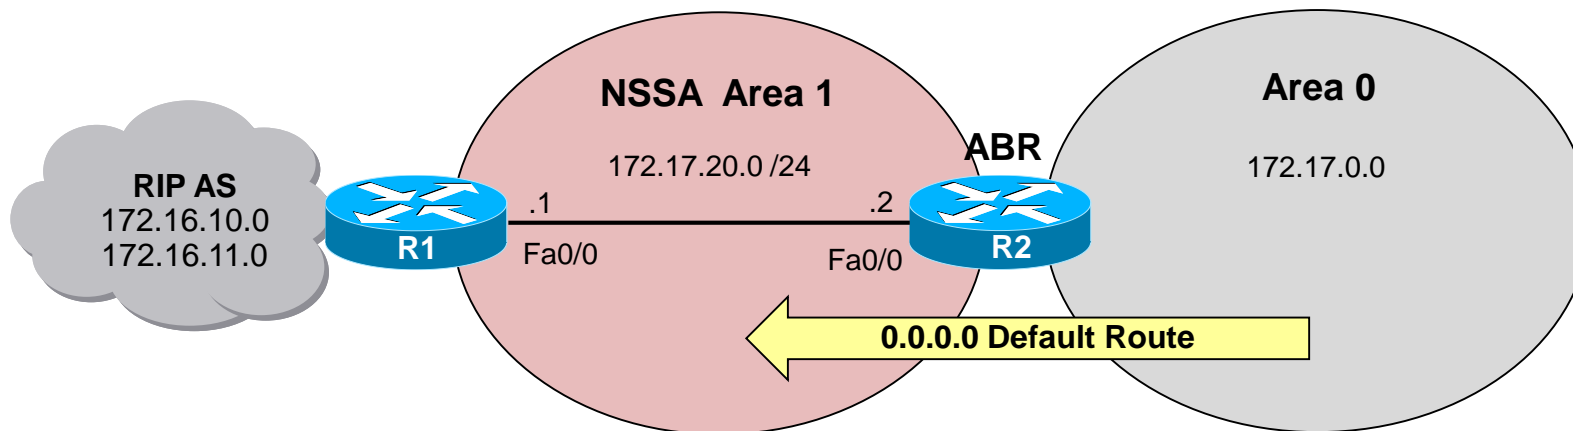 RIP AS
172.16.10.0
172.16.11.0
R1
NSSA  Area 1
172.17.20.0 /24
.1
.2
Fa0/0
Fa0/0
ABR
R2
Area 0
172.17.0.0
0.0.0.0 Default Route